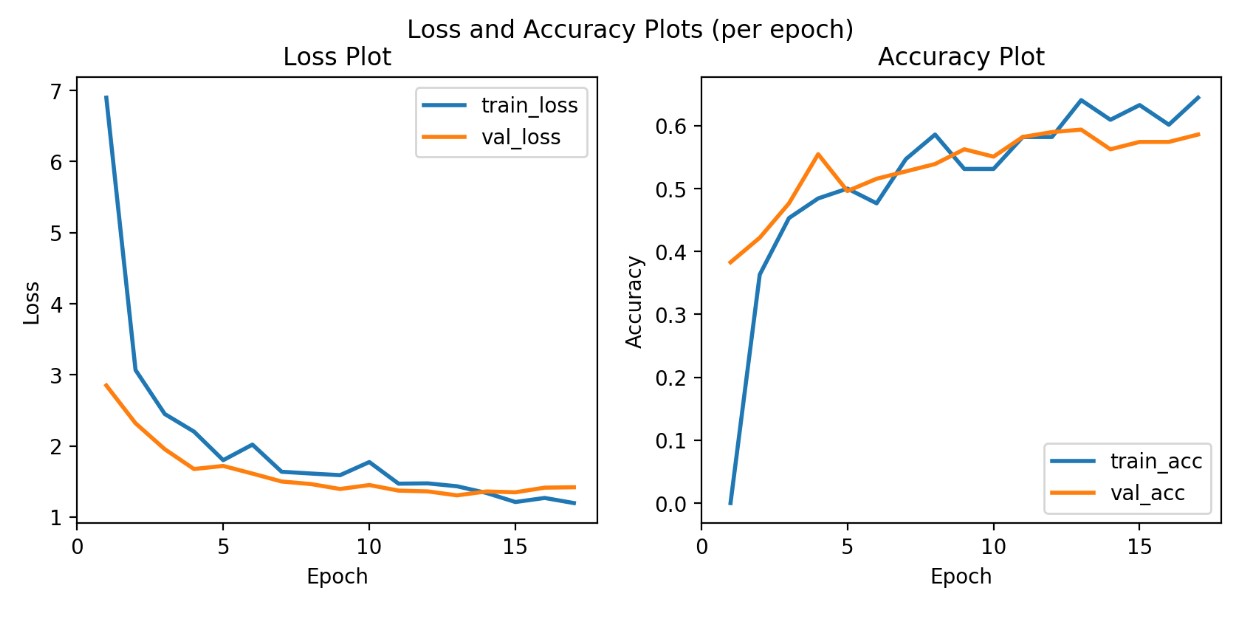 Loss and Accuracy Plots (per epoch)
Loss Plot
7
6
5
4
3
2
1
Loss
0 5 10 15
Epoch
train_loss
val_loss
Accuracy Plot
0.6
0.5
0.4
0.3
0.2
0.1
0.0
Accuracy
0 5 10 15
Epoch
train_acc
val_acc